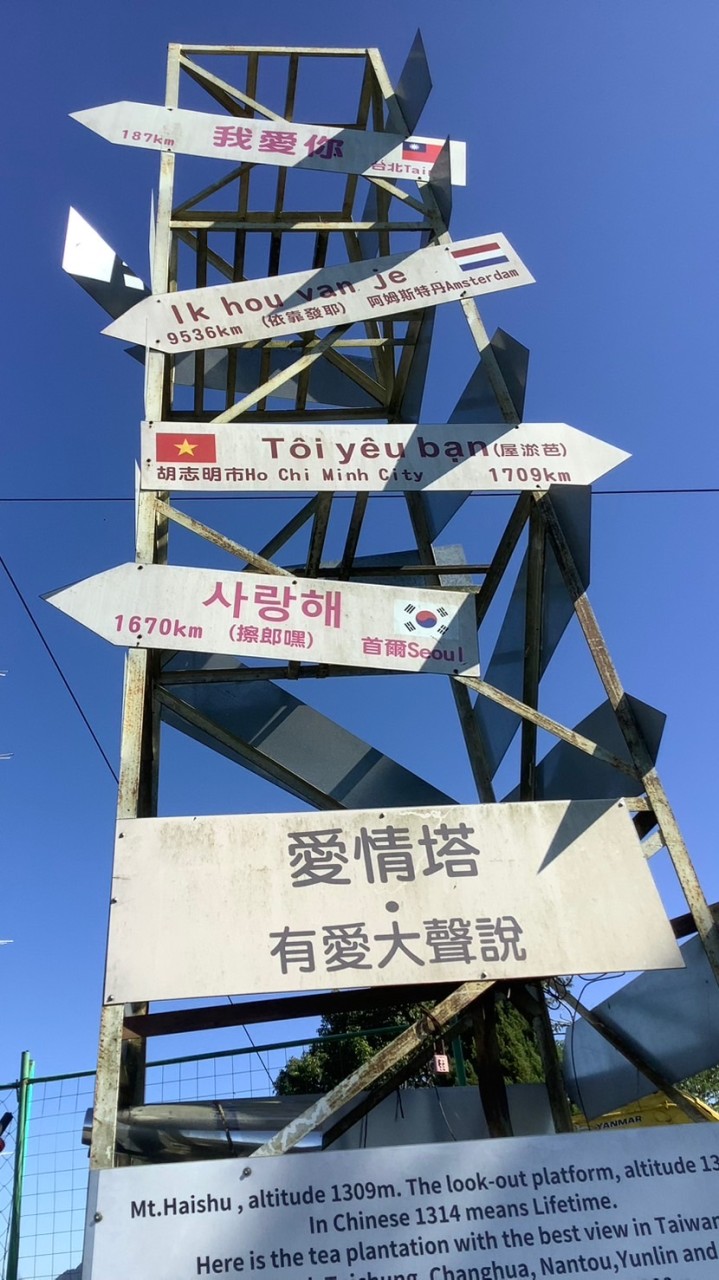 187km 我愛你
台北
Ik hou van je
9536km (依靠發耶) 阿姆斯特丹Amsterdam
Tôi yêu bạn(屋淤芭)
胡志明市Ho Chi Minh City 1709km
사랑해
1670km (擦郎嘿) 首爾Seoul
愛情塔
•
有愛大聲說
YANMAR
Mt.Haishu , altitude 1309m. The look-out platform, altitude
In Chinese 1314 means Lifetime.
Here is the tea plantation with the best view in Taiwan
Taichung, Changhua, Nantou,Yunlin and